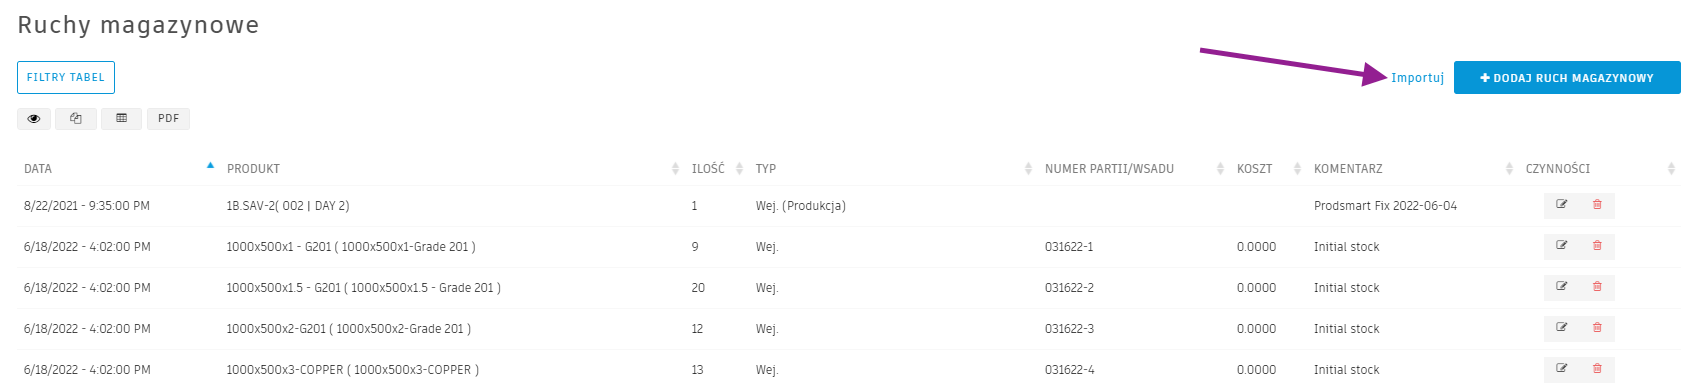 Ruchy magazynowe
FILTRY TABEL
Importuj
DODAJ RUCH MAGAZYNOWY
PDF
DATA PRODUKT ILOŚĆ TYP NUMER PARTII/WSADU KOSZT KOMENTARZ CZYNNOŚCI
8/22/2021 - 9:35:00 PM 1B.SAV-2( 002 | DAY 2) 1 Wej. (Produkcja) Prodsmart Fix 2022-06-04
6/18/2022 - 4:02:00 PM 1000x500x1 - G201 ( 1000x500x1-Grade 201 ) 9 Wej. 031622-1 0.0000 Initial stock
6/18/2022 - 4:02:00 PM 1000x500x1.5 - G201 ( 1000x500x1.5 - Grade 201 ) 20 Wej. 031622-2 0.0000 Initial stock
6/18/2022 - 4:02:00 PM 1000x500x2-G201 ( 1000x500x2-Grade 201 ) 12 Wej. 031622-3 0.0000 Initial stock
6/18/2022 - 4:02:00 PM 1000x500x3-COPPER ( 1000x500x3-COPPER ) 13 Wej. 031622-4 0.0000 Initial stock